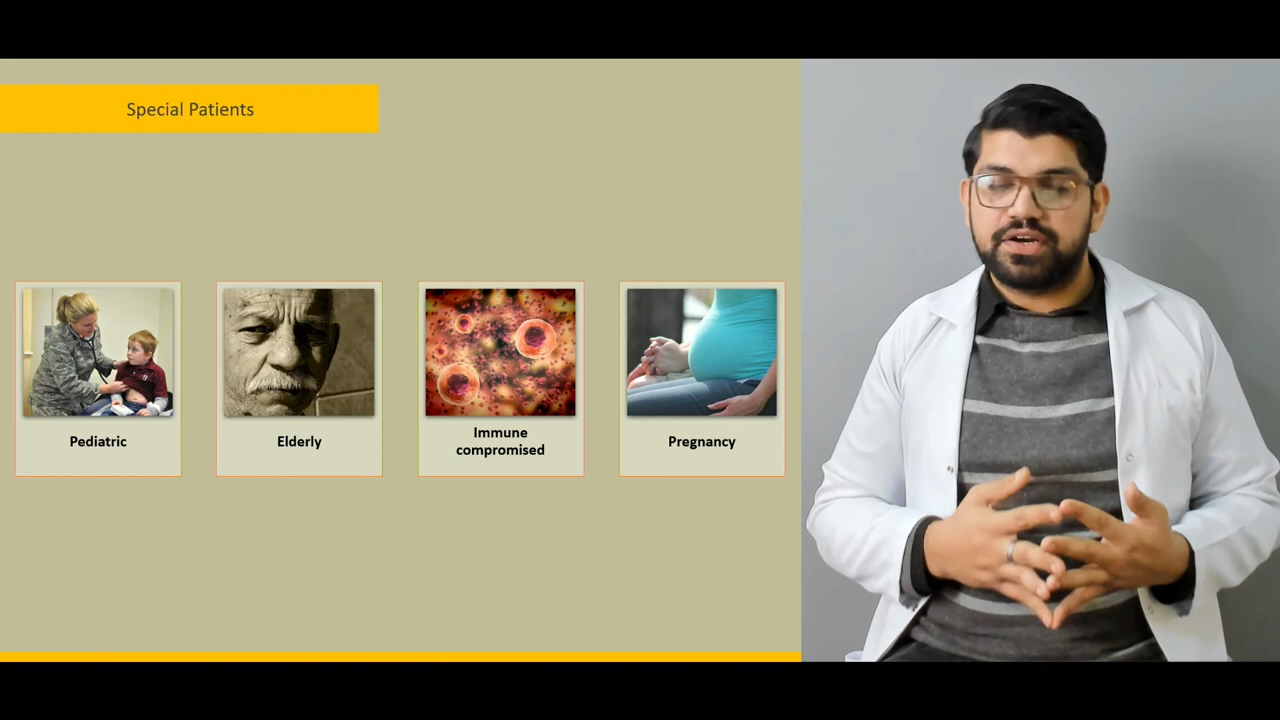 Special Patients
Pediatric
Elderly
Immune
compromised
Pregnancy